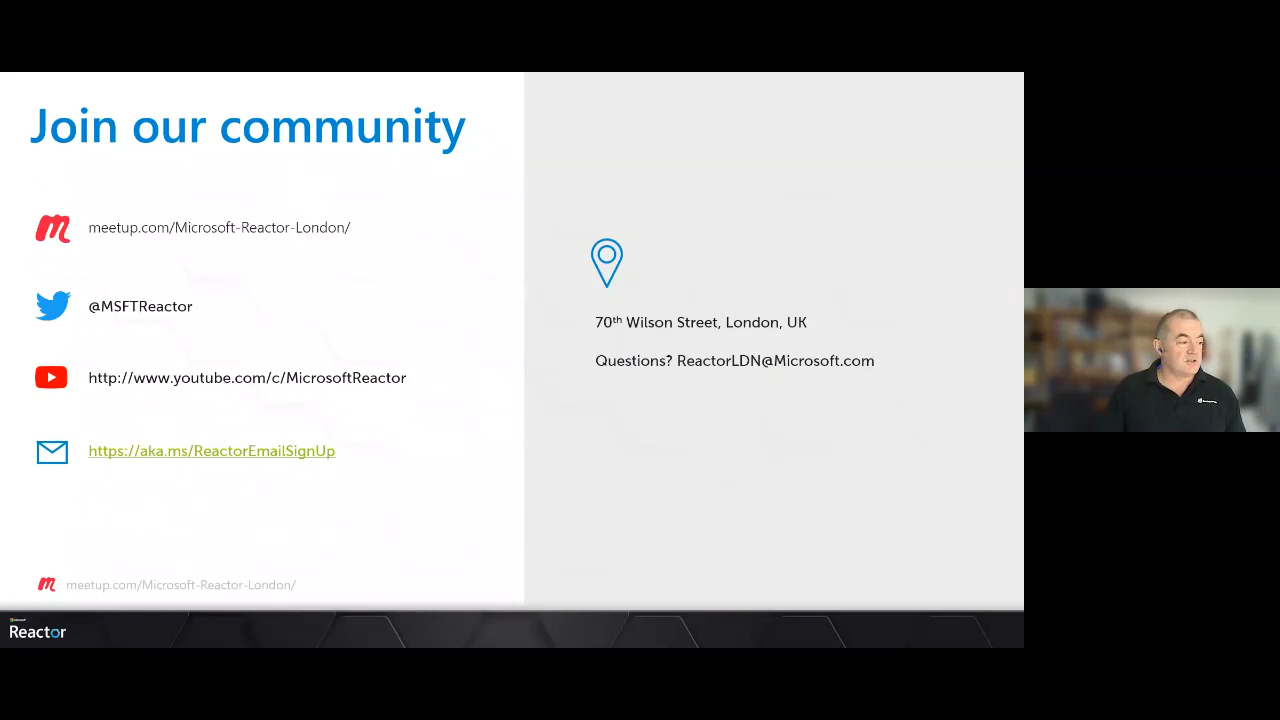 Join our community
meetup.com/Microsoft-Reactor-London/
@MSFTReactor
http://www.youtube.com/c/MicrosoftReactor
https://aka.ms/ReactorEmailSignUp
meetup.com/Microsoft-Reactor-London/
70th Wilson Street, London, UK
Questions? ReactorLDN@Microsoft.com
Reactor